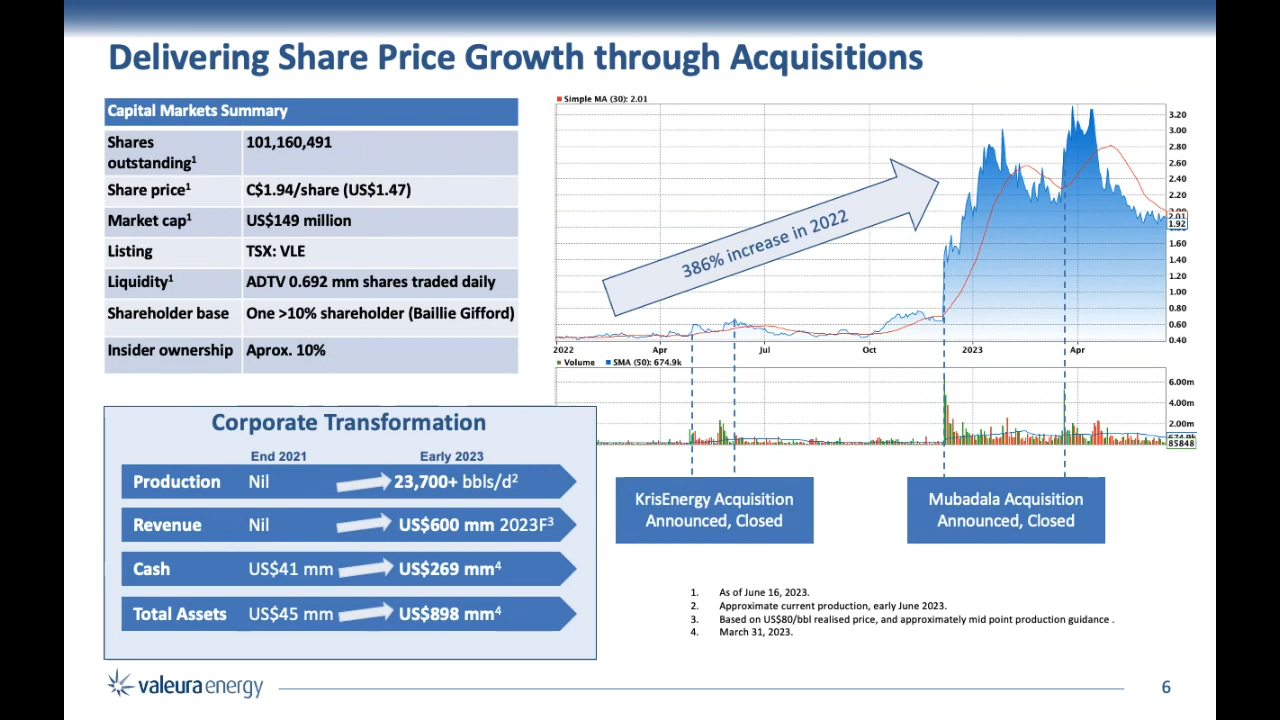 Delivering Share Price Growth through Acquisitions
Capital Markets Summary
Shares
outstanding¹
101,160,491
Share price¹ C$1.94/share (US$1.47)
Market cap¹ US$149 million
Listing TSX: VLE
Liquidity¹ ADTV 0.692 mm shares traded daily
Shareholder base One >10% shareholder (Baillie Gifford)
Insider ownership Aprox. 10%
Simple MA (30): 2.01
3.20
3.00
2.80
2.60
2.40
2.20
2.01
1.92
1.60
1.40
1.20
1.00
0.80
0.60
0.40
386% increase in 2022
2022 Apr Jul Oct 2023 Apr
Volume SMA (50): 674.9k
6.00m
4.00m
2.00m
85848
Corporate Transformation
End 2021 Early 2023
Production Nil 23,700+ bbls/d²
Revenue Nil US$600 mm 2023F³
Cash US$41 mm US$269 mm⁴
Total Assets US$45 mm US$898 mm⁴
KrisEnergy Acquisition
Announced, Closed
Mubadala Acquisition
Announced, Closed
1. As of June 16, 2023.
2. Approximate current production, early June 2023.
3. Based on US$80/bbl realised price, and approximately mid point production guidance .
4. March 31, 2023.
valeura energy
6